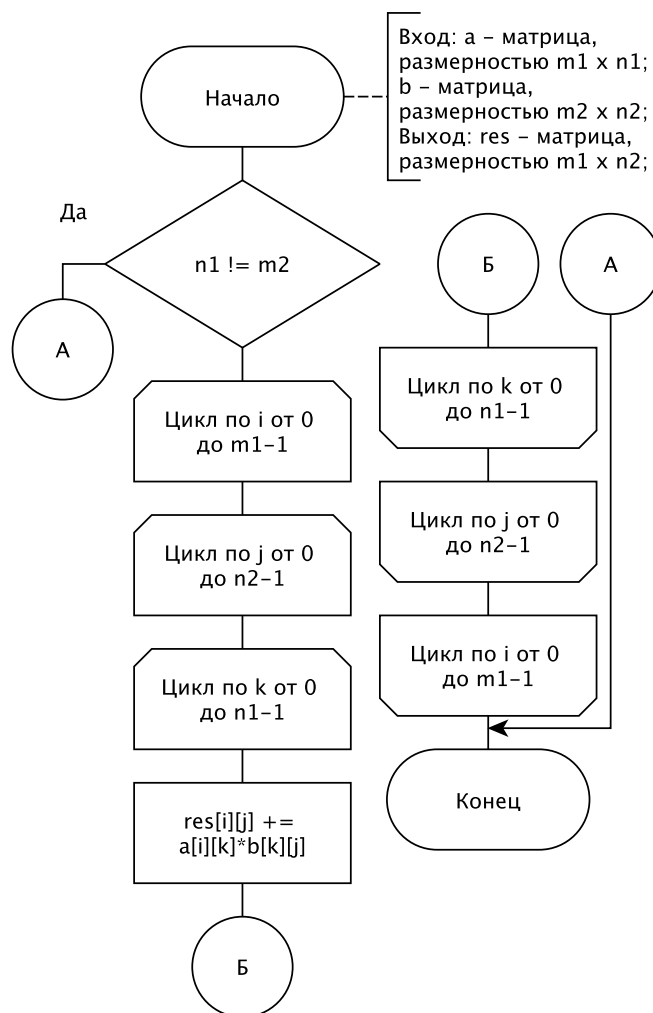 Начало
Вход: a – матрица,
размерностью m1 x n1;
b – матрица,
размерностью m2 x n2;
Выход: res – матрица,
размерностью m1 x n2;
Да
n1 != m2
А
Цикл по i от 0
до m1-1
Цикл по j от 0
до n2-1
Цикл по k от 0
до n1-1
res[i][j] +=
a[i][k]*b[k][j]
Б
Б
А
Цикл по k от 0
до n1-1
Цикл по j от 0
до n2-1
Цикл по i от 0
до m1-1
Конец